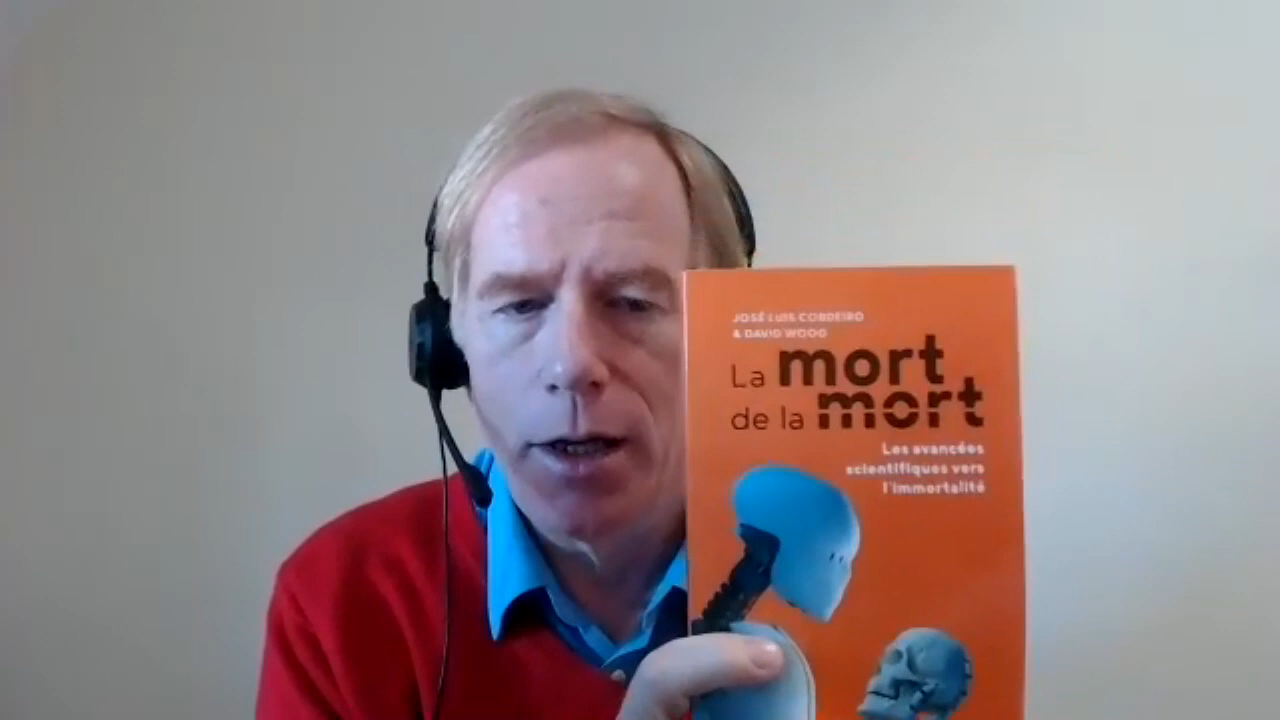 JOSÉ LUIS CORDEIRO
& DAVID WOOD
La mort
de la mort
Les avancées
scientifiques vers
l'immortalité